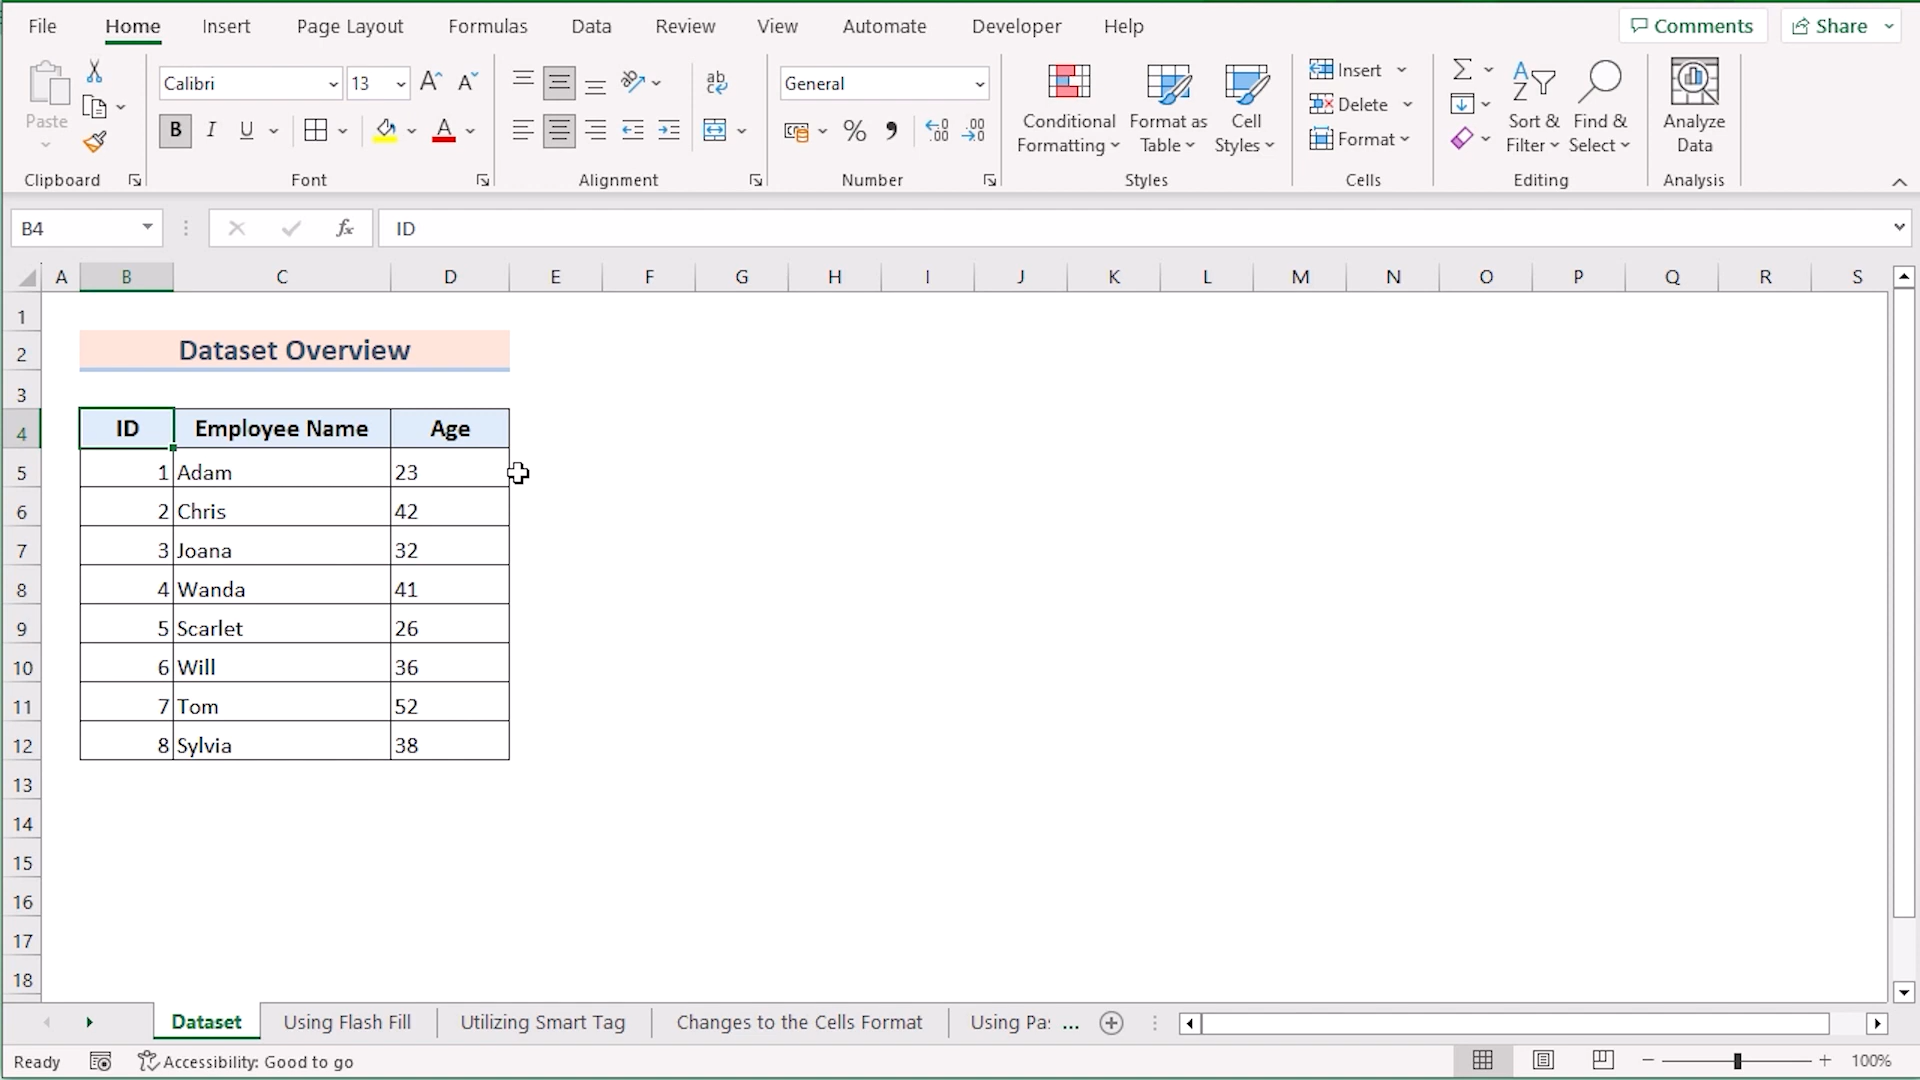 File Home Insert Page Layout Formulas Data Review View Automate Developer Help Comments Share
Paste
Clipboard
Calibri 13
B I U
Font
Alignment
General
Number
Conditional Formatting
Format as Table
Cell Styles
Styles
Insert
Delete
Format
Cells
Sort & Filter
Find & Select
Editing
Analyze Data
Analysis
B4 fx ID
A B C D E F G H I J K L M N O P Q R S
1
2 Dataset Overview
3
4 ID Employee Name Age
5 1 Adam 23
6 2 Chris 42
7 3 Joana 32
8 4 Wanda 41
9 5 Scarlet 26
10 6 Will 36
11 7 Tom 52
12 8 Sylvia 38
13
14
15
16
17
18
Dataset Using Flash Fill Utilizing Smart Tag Changes to the Cells Format Using Pa: ...
Ready Accessibility: Good to go 100%